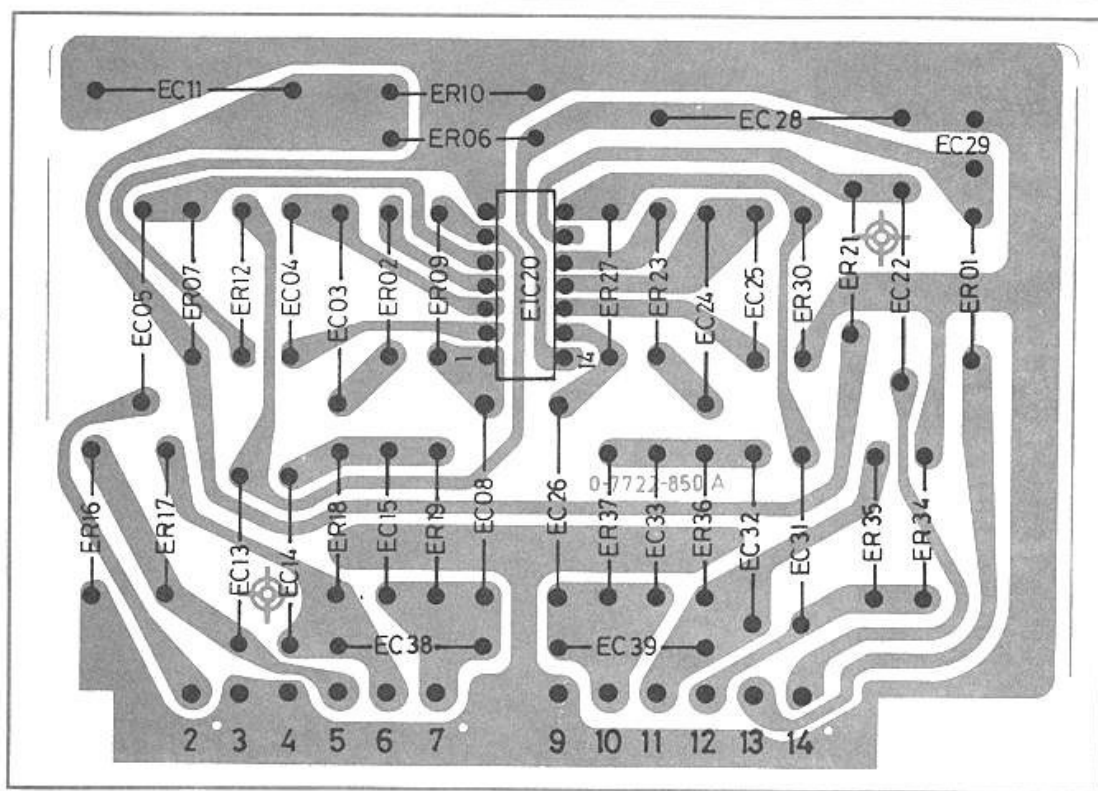 EC11
ER10
EC28
ER06
EC29
EC05
ER07
ER12
EC04
EC03
ER02
ER09
EIC20
ER27
ER23
EC24
EC25
ER30
ER21
EC22
ER01
1
14
0-7722-850 A
ER16
ER17
EC13
EC14
ER18
EC15
ER19
EC08
EC26
ER37
EC33
ER36
EC32
EC31
ER35
ER34
EC38
EC39
2 3 4 5 6 7 9 10 11 12 13 14